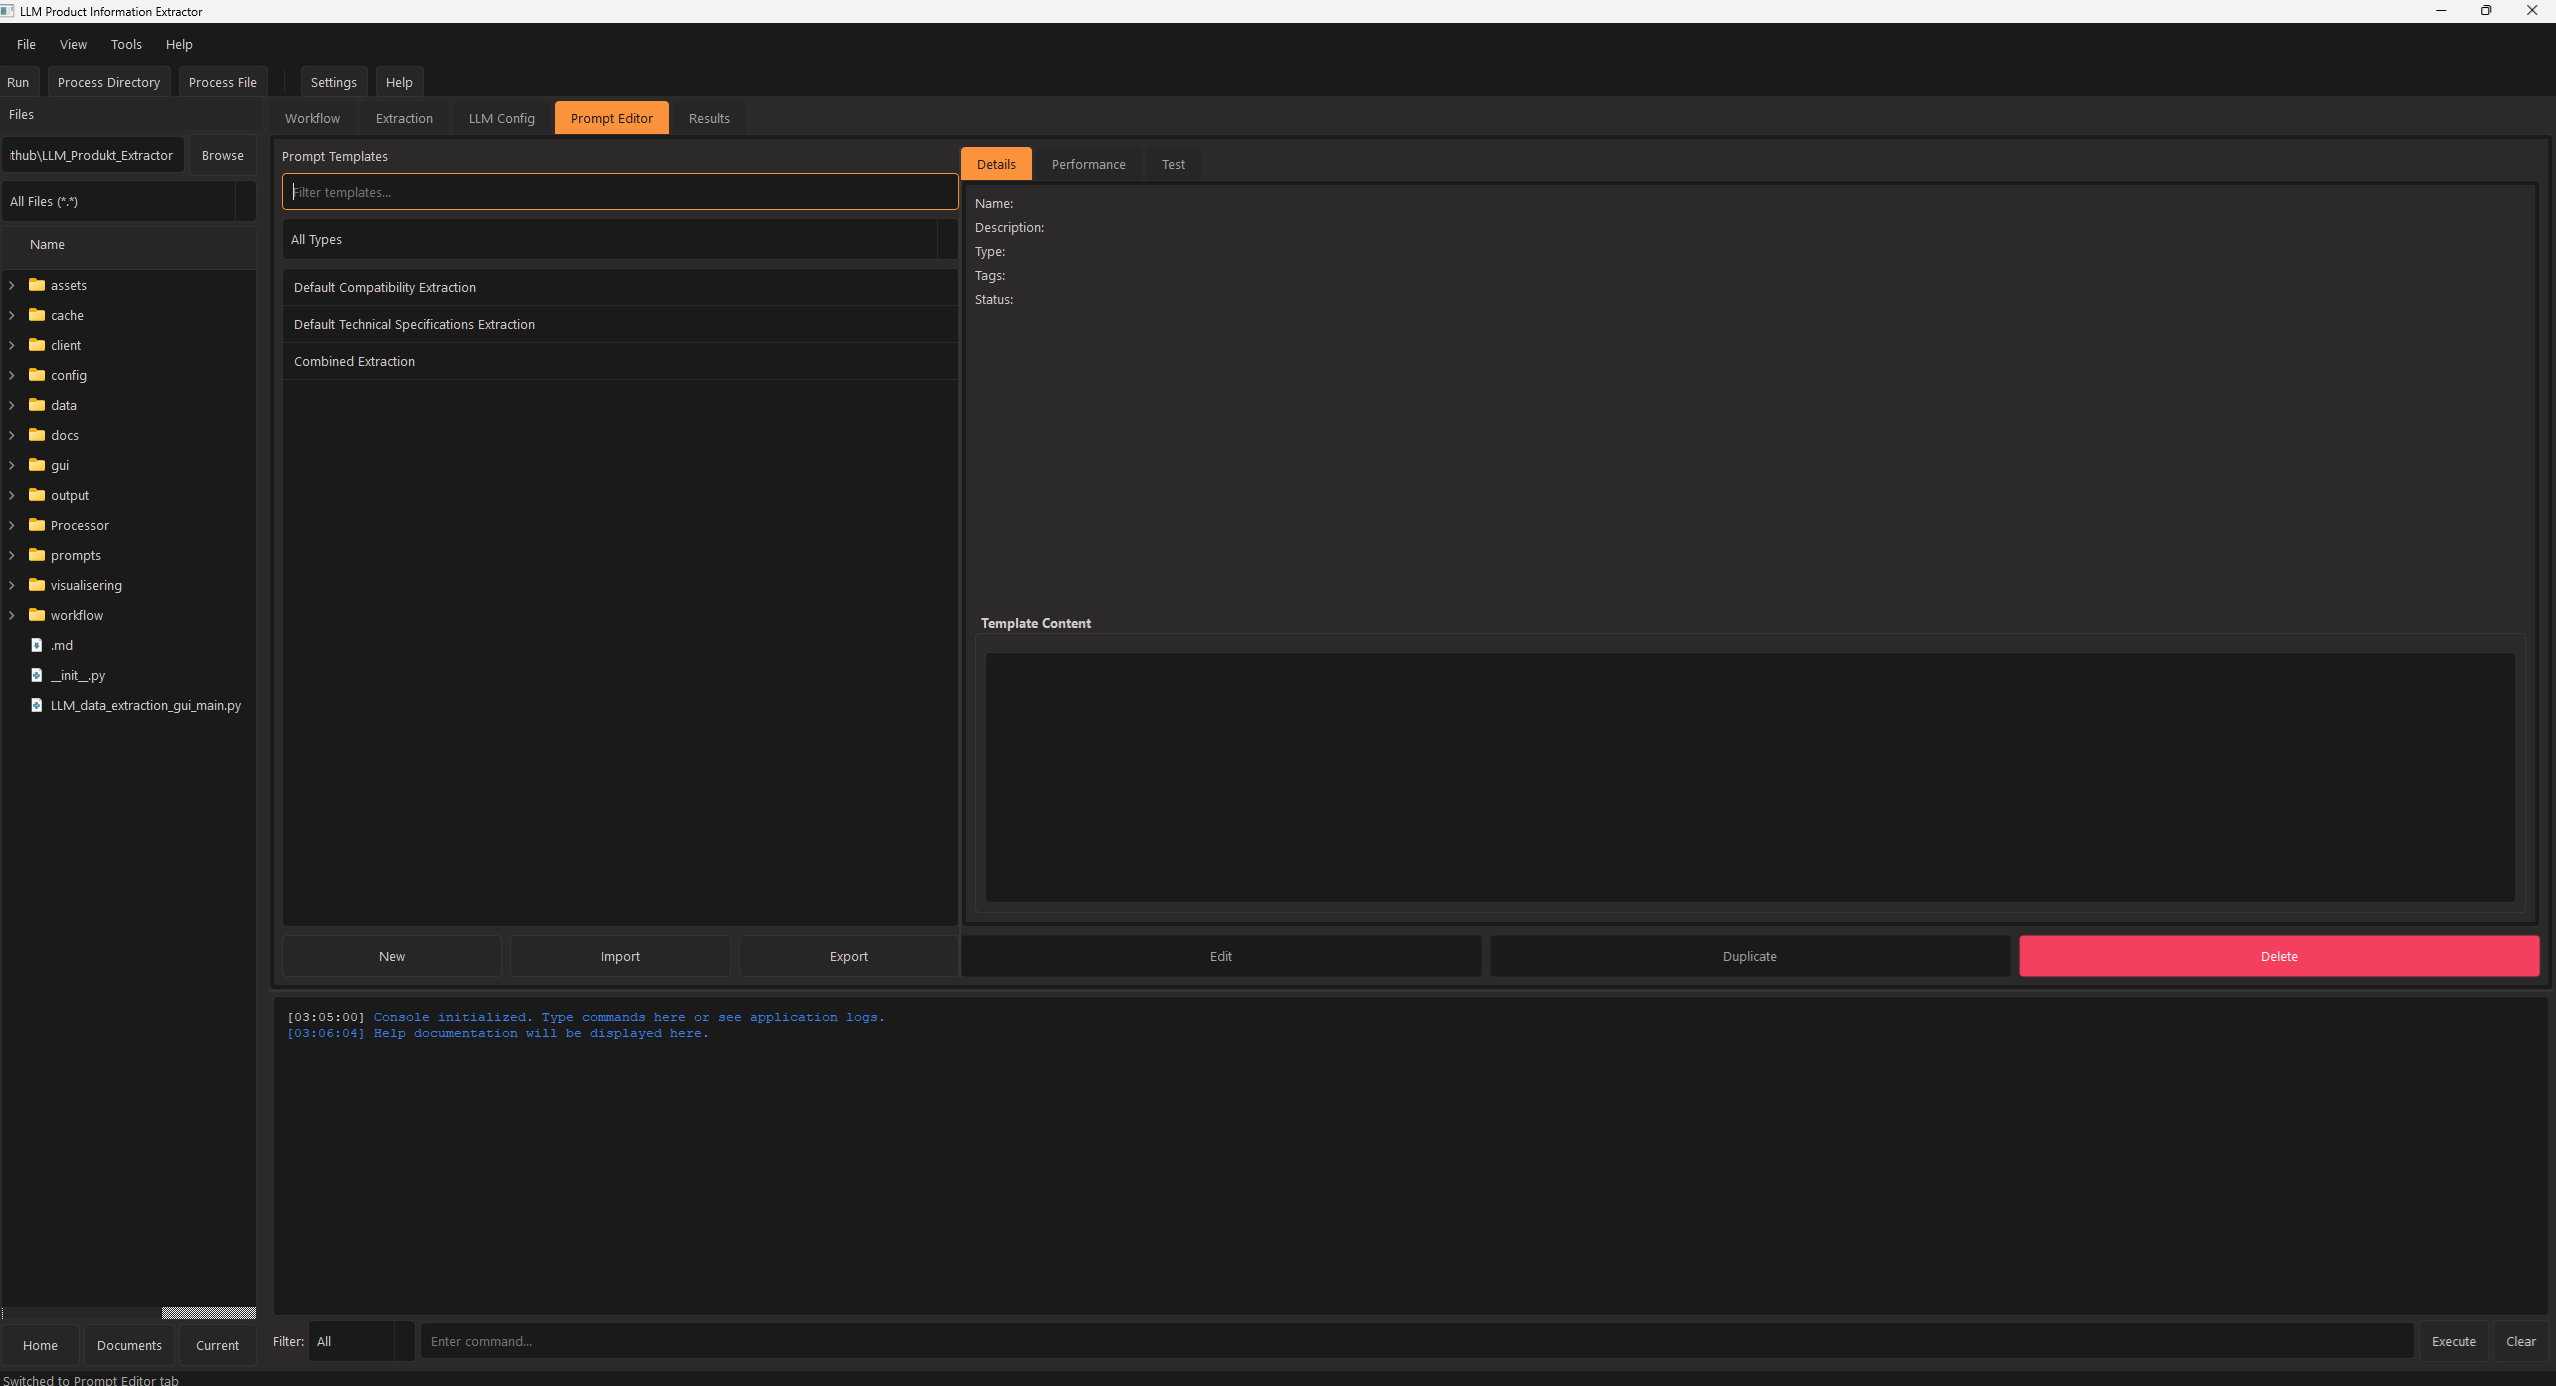 LLM Product Information Extractor
File View Tools Help
Run Process Directory Process File Settings Help
Files
ithub\LLM_Produkt_Extractor Browse
All Files (*.*)
Name
assets
cache
client
config
data
docs
gui
output
Processor
prompts
visualisering
workflow
.md
__init__.py
LLM_data_extraction_gui_main.py
Home Documents Current
Workflow Extraction LLM Config Prompt Editor Results
Prompt Templates
Filter templates...
All Types
Default Compatibility Extraction
Default Technical Specifications Extraction
Combined Extraction
New Import Export
Details Performance Test
Name:
Description:
Type:
Tags:
Status:
Template Content
Edit Duplicate Delete
[03:05:00] Console initialized. Type commands here or see application logs.
[03:06:04] Help documentation will be displayed here.
Filter: All Enter command... Execute Clear
Switched to Prompt Editor tab